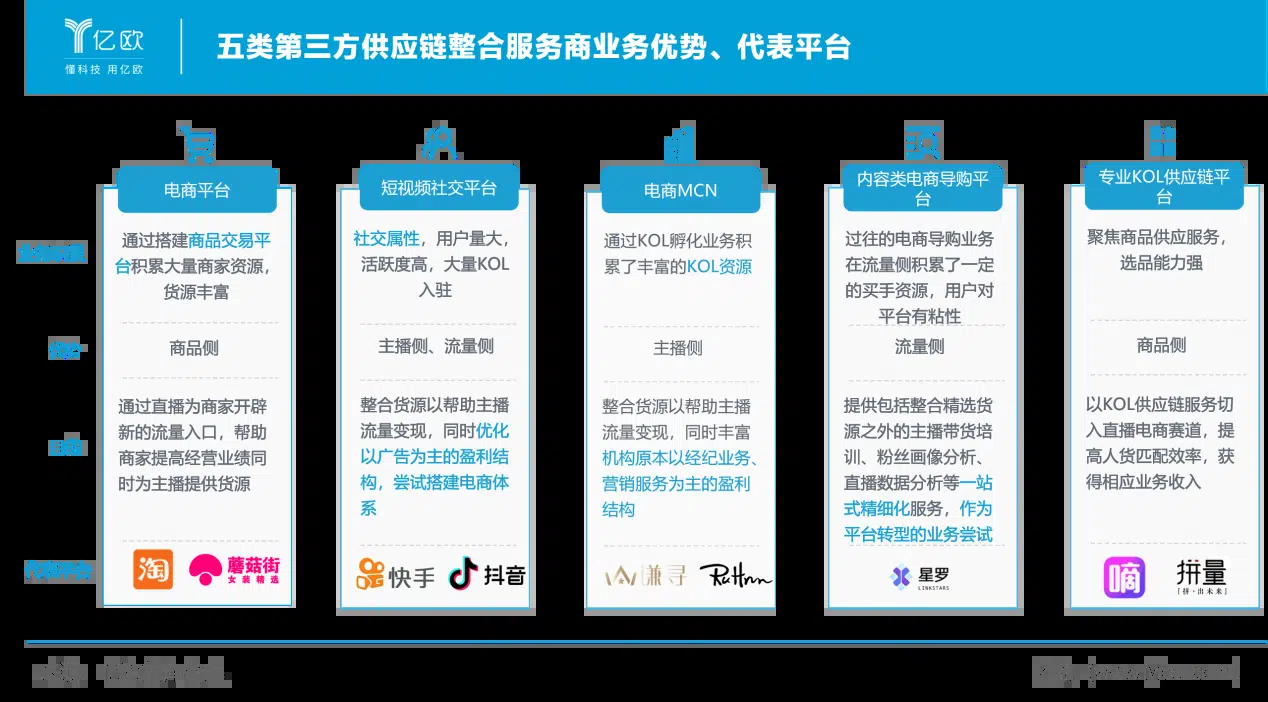 亿欧
懂科技 用亿欧
五类第三方供应链整合服务商业务优势、代表平台
电商平台
通过搭建商品交易平
台积累大量商家资源，
货源丰富
商品侧
通过直播为商家开辟
新的流量入口，帮助
商家提高经营业绩同
时为主播提供货源
淘
蘑菇街
女装精选
短视频社交平台
社交属性，用户量大，
活跃度高，大量KOL
入驻
主播侧、流量侧
整合货源以帮助主播
流量变现，同时优化
以广告为主的盈利结
构，尝试搭建电商体
系
快手
抖音
电商MCN
通过KOL孵化业务积
累了丰富的KOL资源
主播侧
整合货源以帮助主播
流量变现，同时丰富
机构原本以经纪业务、
营销服务为主的盈利
结构
谦寻
RuHnn
内容类电商导购平
台
过往的电商导购业务
在流量侧积累了一定
的买手资源，用户对
平台有粘性
流量侧
提供包括整合精选货
源之外的主播带货培
训、粉丝画像分析、
直播数据分析等一站
式精细化服务，作为
平台转型的业务尝试
星罗
LINKSTARS
专业KOL供应链平
台
聚焦商品供应服务，
选品能力强
商品侧
以KOL供应链服务切
入直播电商赛道，提
高人货匹配效率，获
得相应业务收入
嘀
拼量
[拼·出未来]